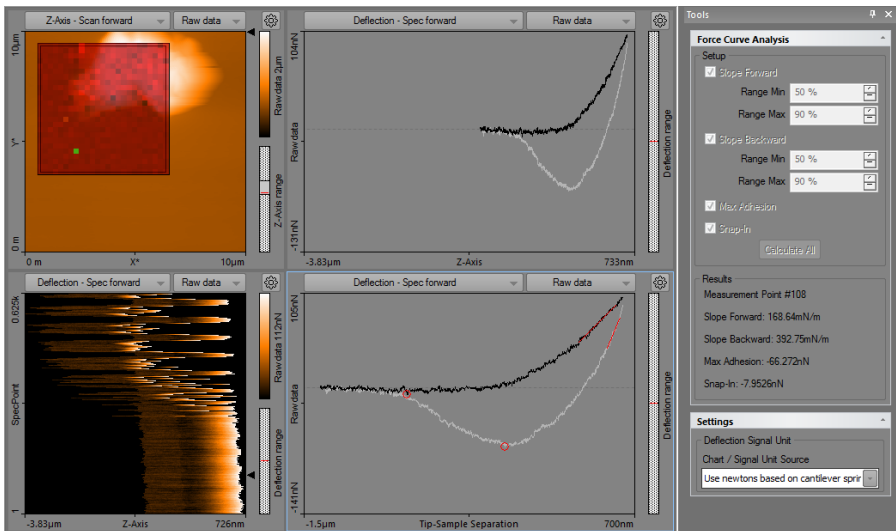 Z-Axis - Scan forward
Raw data
10µm
Y*
0 m
0 m
X*
10µm
Raw data 2µm
Z-Axis range
Deflection - Spec forward
Raw data
104nN
Raw data
-131nN
-3.83µm
Z-Axis
733nm
Deflection range
Deflection - Spec forward
Raw data
0.625k
SpecPoint
1
-3.83µm
Z-Axis
726nm
Raw data 112nN
Deflection range
Deflection - Spec forward
Raw data
105nN
Raw data
-141nN
-1.5µm
Tip-Sample Separation
700nm
Deflection range
Tools
Force Curve Analysis
Setup
Slope Forward
Range Min
50 %
Range Max
90 %
Slope Backward
Range Min
50 %
Range Max
90 %
Max Adhesion
Snap-In
Calculate All
Results
Measurement Point #108
Slope Forward: 168.64mN/m
Slope Backward: 392.75mN/m
Max Adhesion: -66.272nN
Snap-In: -7.9526nN
Settings
Deflection Signal Unit
Chart / Signal Unit Source
Use newtons based on cantilever sprir